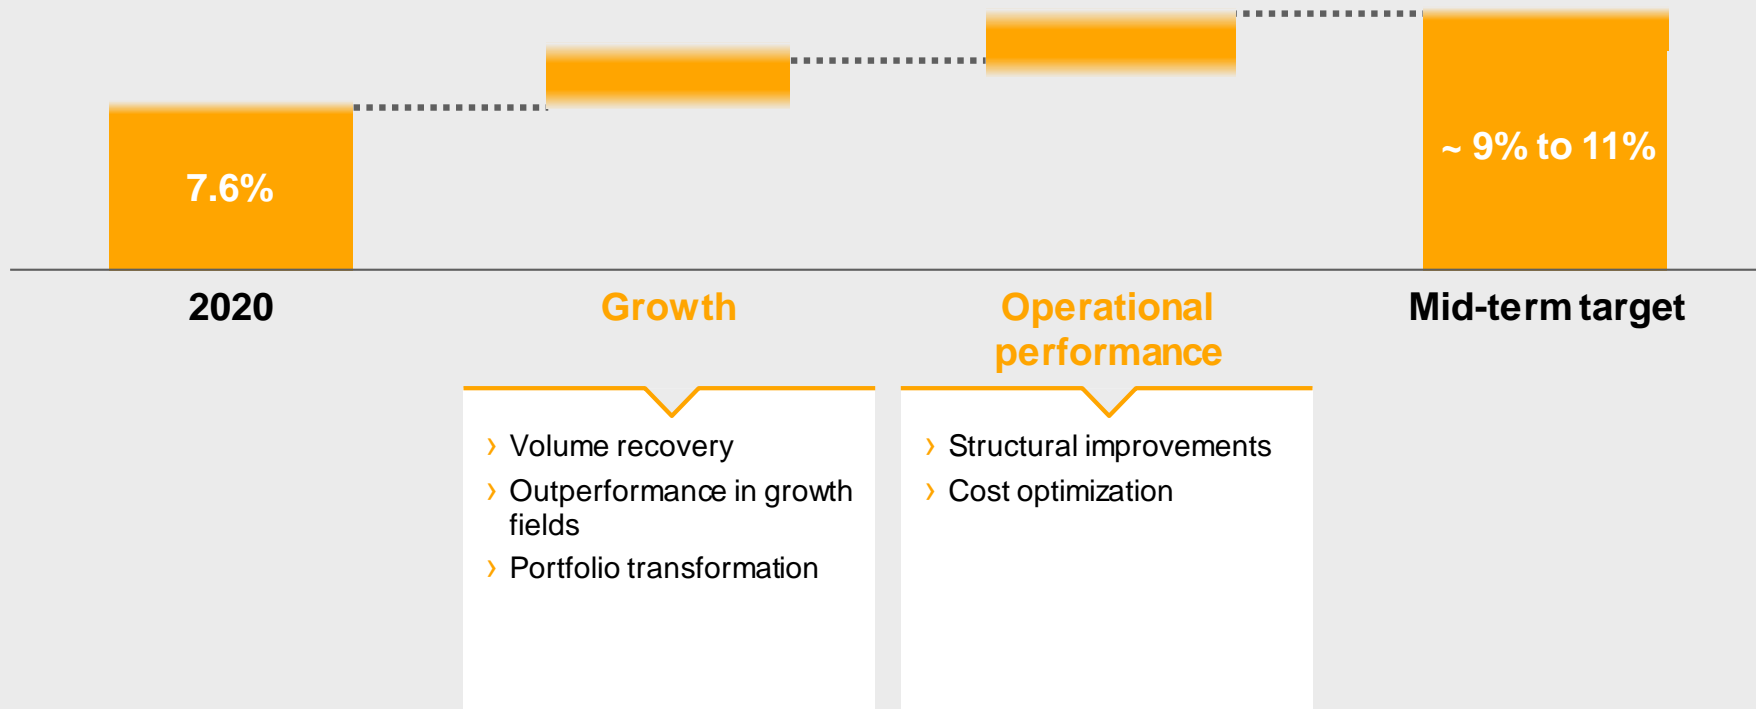 7.6%
~ 9% to 11%
2020
Growth
Operational
performance
Mid-term target
› Volume recovery
› Outperformance in growth
fields
› Portfolio transformation
› Structural improvements
› Cost optimization